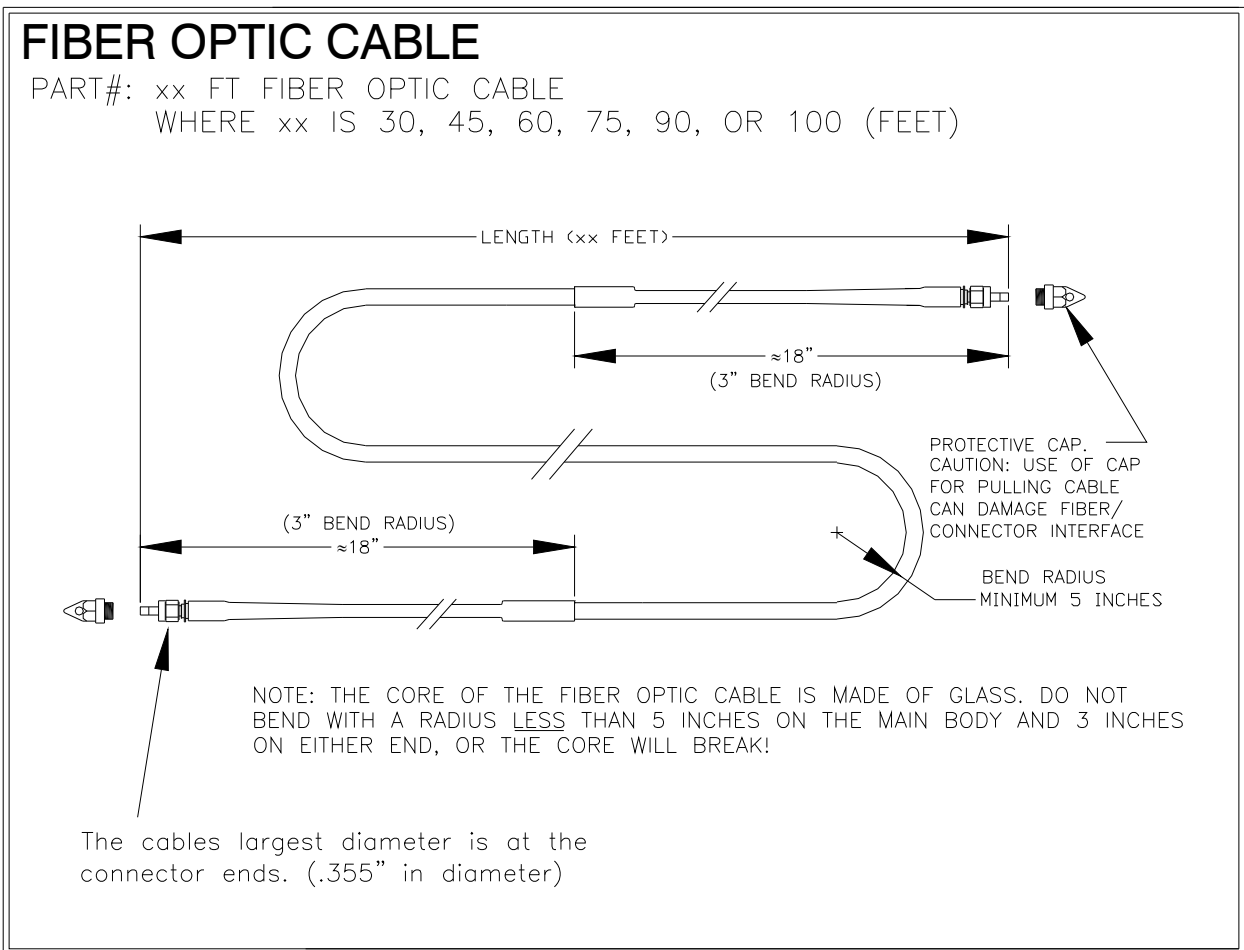 FIBER OPTIC CABLE
PART#: xx FT FIBER OPTIC CABLE
WHERE xx IS 30, 45, 60, 75, 90, OR 100 (FEET)
LENGTH (xx FEET)
≈18"
(3" BEND RADIUS)
PROTECTIVE CAP.
CAUTION: USE OF CAP
FOR PULLING CABLE
CAN DAMAGE FIBER/
CONNECTOR INTERFACE
(3" BEND RADIUS)
≈18"
BEND RADIUS
MINIMUM 5 INCHES
NOTE: THE CORE OF THE FIBER OPTIC CABLE IS MADE OF GLASS. DO NOT
BEND WITH A RADIUS LESS THAN 5 INCHES ON THE MAIN BODY AND 3 INCHES
ON EITHER END, OR THE CORE WILL BREAK!
The cables largest diameter is at the
connector ends. (.355" in diameter)